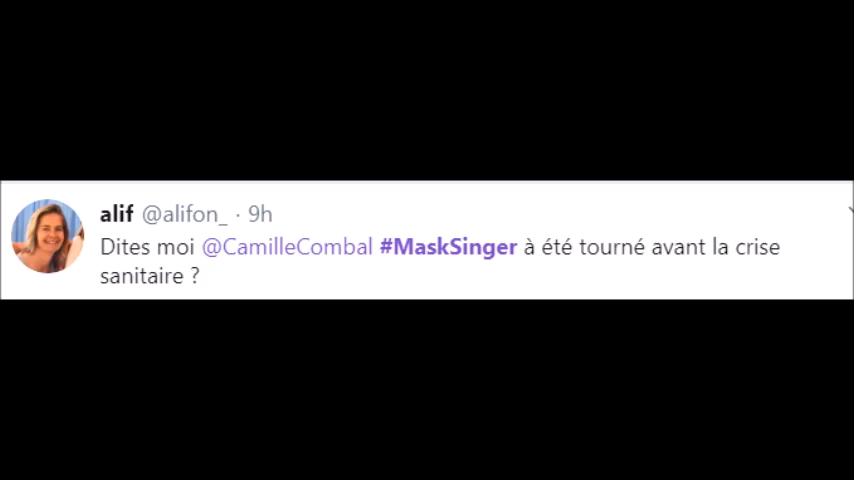 alif @alifon_ · 9h
Dites moi @CamilleCombal #MaskSinger à été tourné avant la crise
sanitaire ?